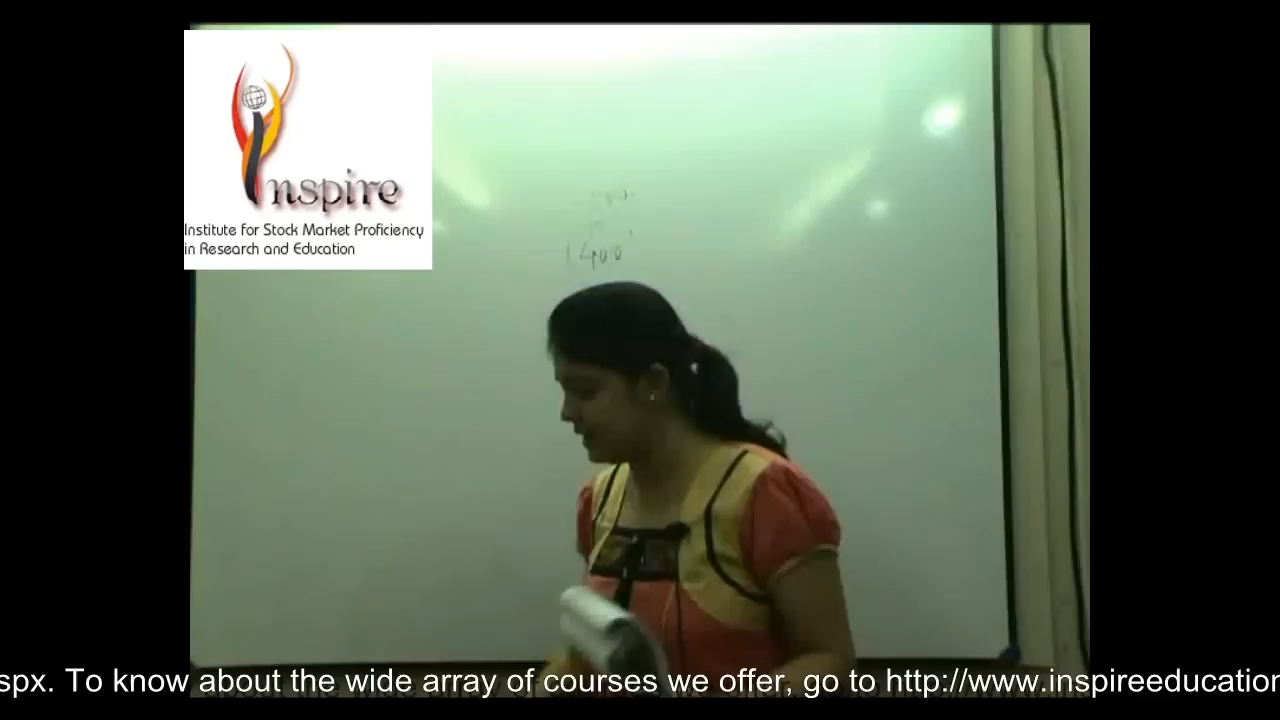 Inspire
Institute for Stock Market Proficiency
in Research and Education
1400
spx. To know about the wide array of courses we offer, go to http://www.inspireeducation